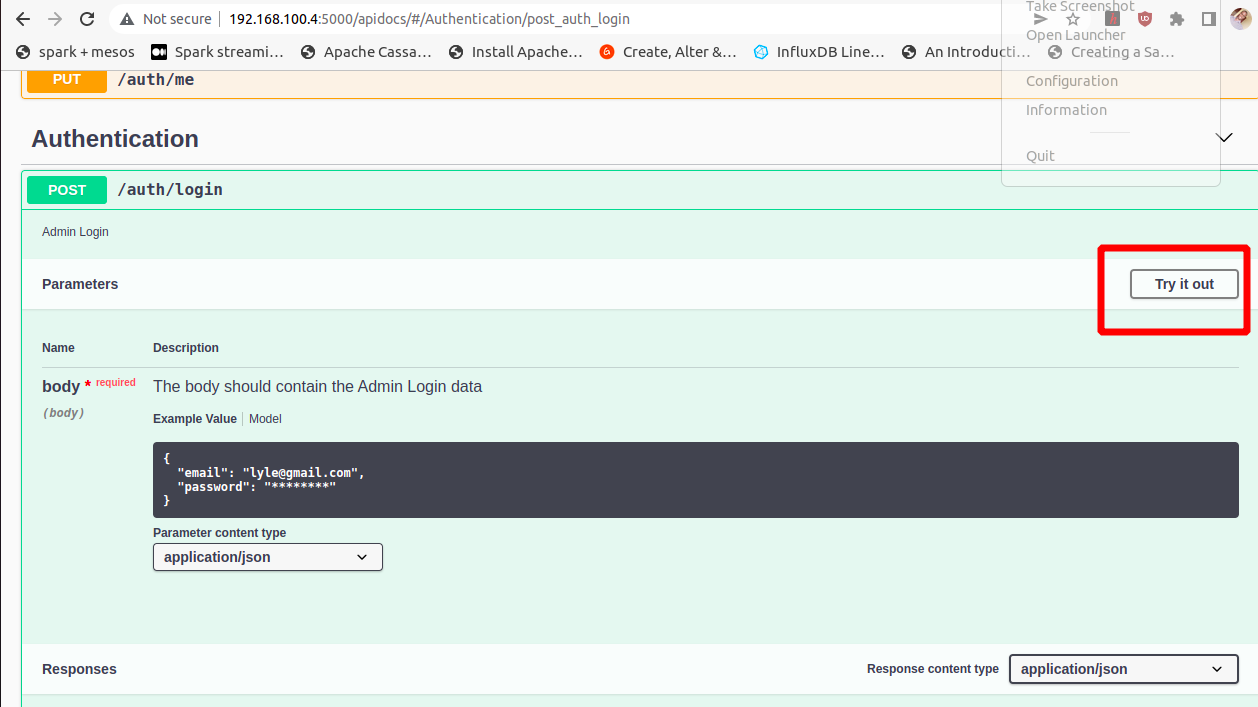 Take Screenshot
Not secure 192.168.100.4:5000/apidocs/#/Authentication/post_auth_login
Open Launcher
spark + mesos Spark streami... Apache Cassa... Install Apache... Create, Alter &... InfluxDB Line... An Introducti... Creating a Sa...
PUT /auth/me
Configuration
Information
Authentication
Quit
POST /auth/login
Admin Login
Parameters Try it out
Name Description
body * required The body should contain the Admin Login data
(body)
Example Value Model
{
"email": "lyle@gmail.com",
"password": "********"
}
Parameter content type
application/json
Responses Response content type application/json